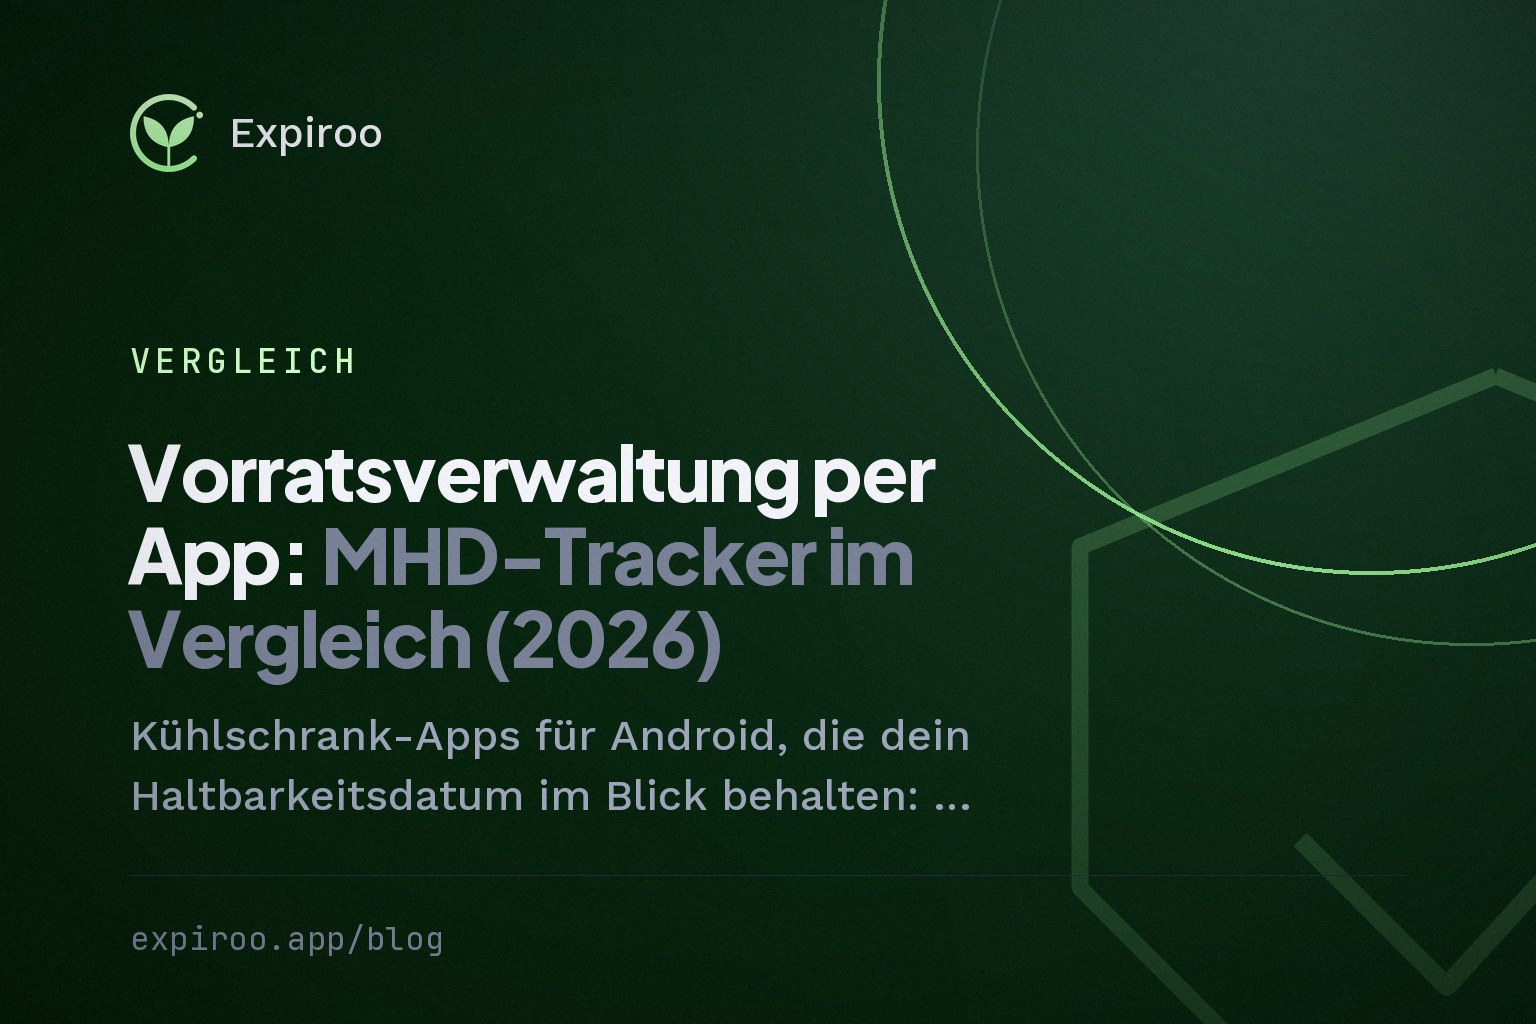 Expiroo
VERGLEICH
Vorratsverwaltung per
App: MHD-Tracker im
Vergleich (2026)
Kühlschrank-Apps für Android, die dein
Haltbarkeitsdatum im Blick behalten: ...
expiroo.app/blog